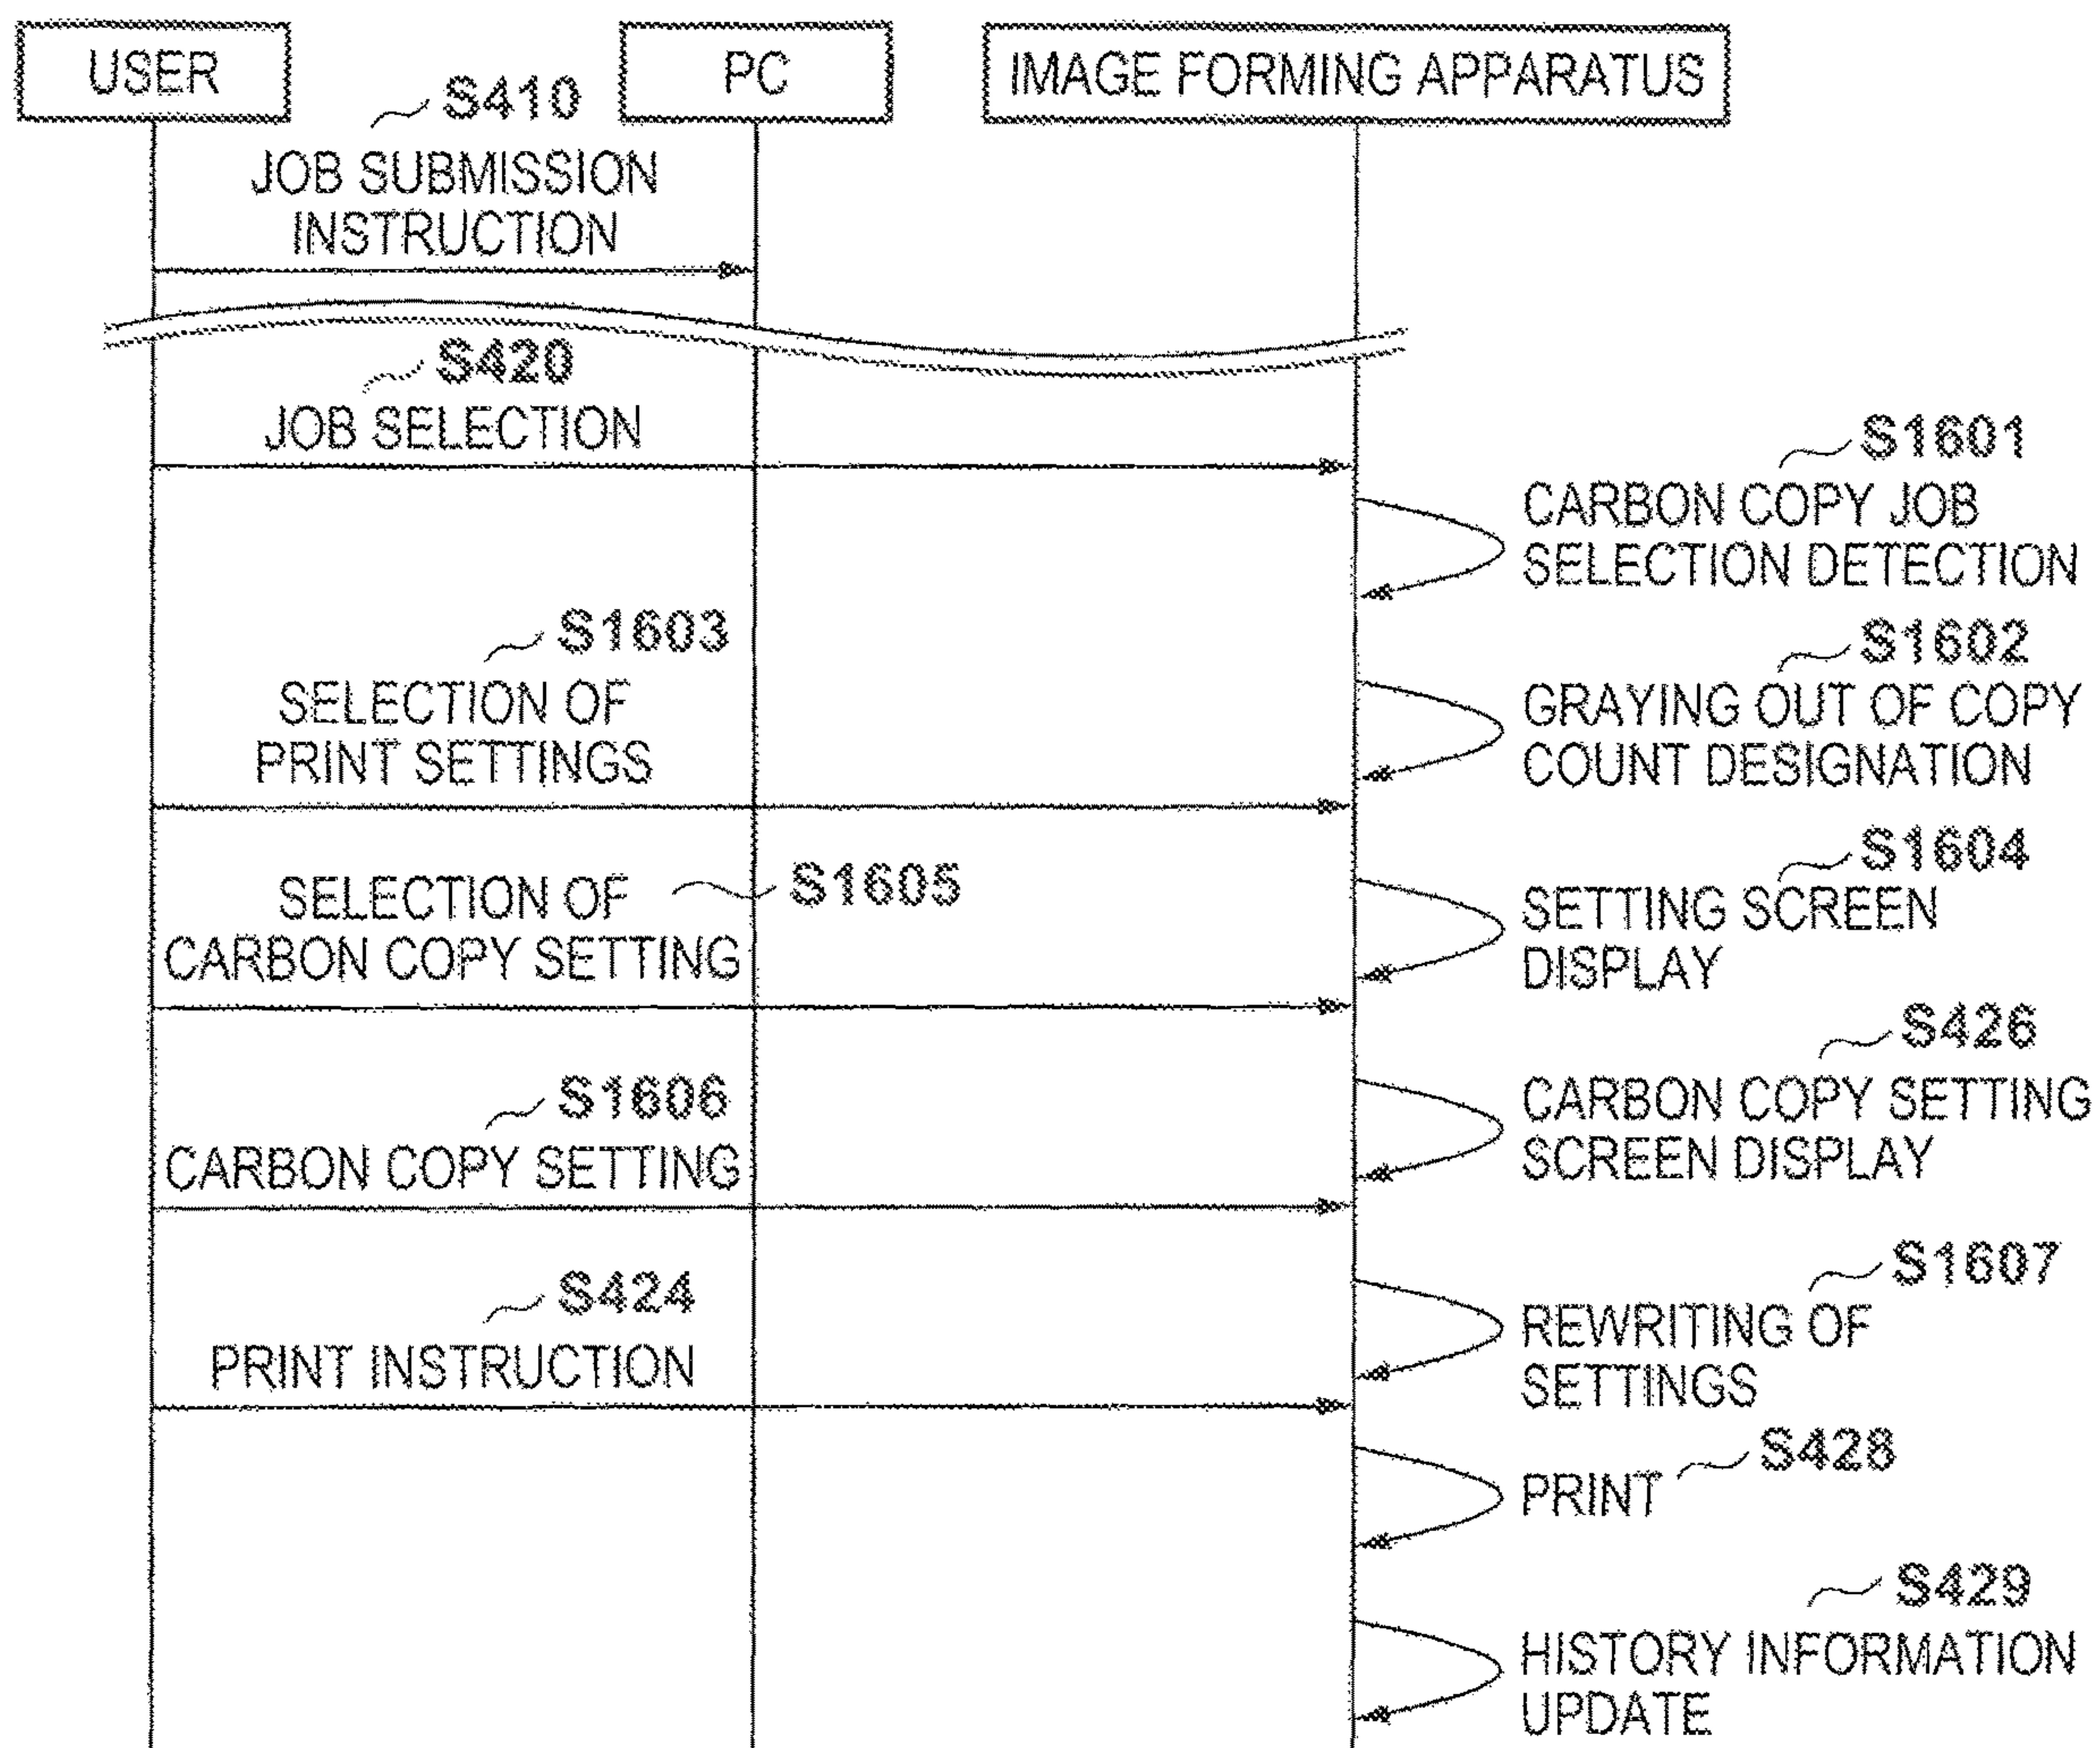 USER
PC
IMAGE FORMING APPARATUS
S410
JOB SUBMISSION
INSTRUCTION
S420
JOB SELECTION
S1601
CARBON COPY JOB
SELECTION DETECTION
S1602
GRAYING OUT OF COPY
COUNT DESIGNATION
S1603
SELECTION OF
PRINT SETTINGS
S1604
SETTING SCREEN
DISPLAY
S1605
SELECTION OF
CARBON COPY SETTING
S426
CARBON COPY SETTING
SCREEN DISPLAY
S1606
CARBON COPY SETTING
S1607
REWRITING OF
SETTINGS
S424
PRINT INSTRUCTION
S428
PRINT
S429
HISTORY INFORMATION
UPDATE